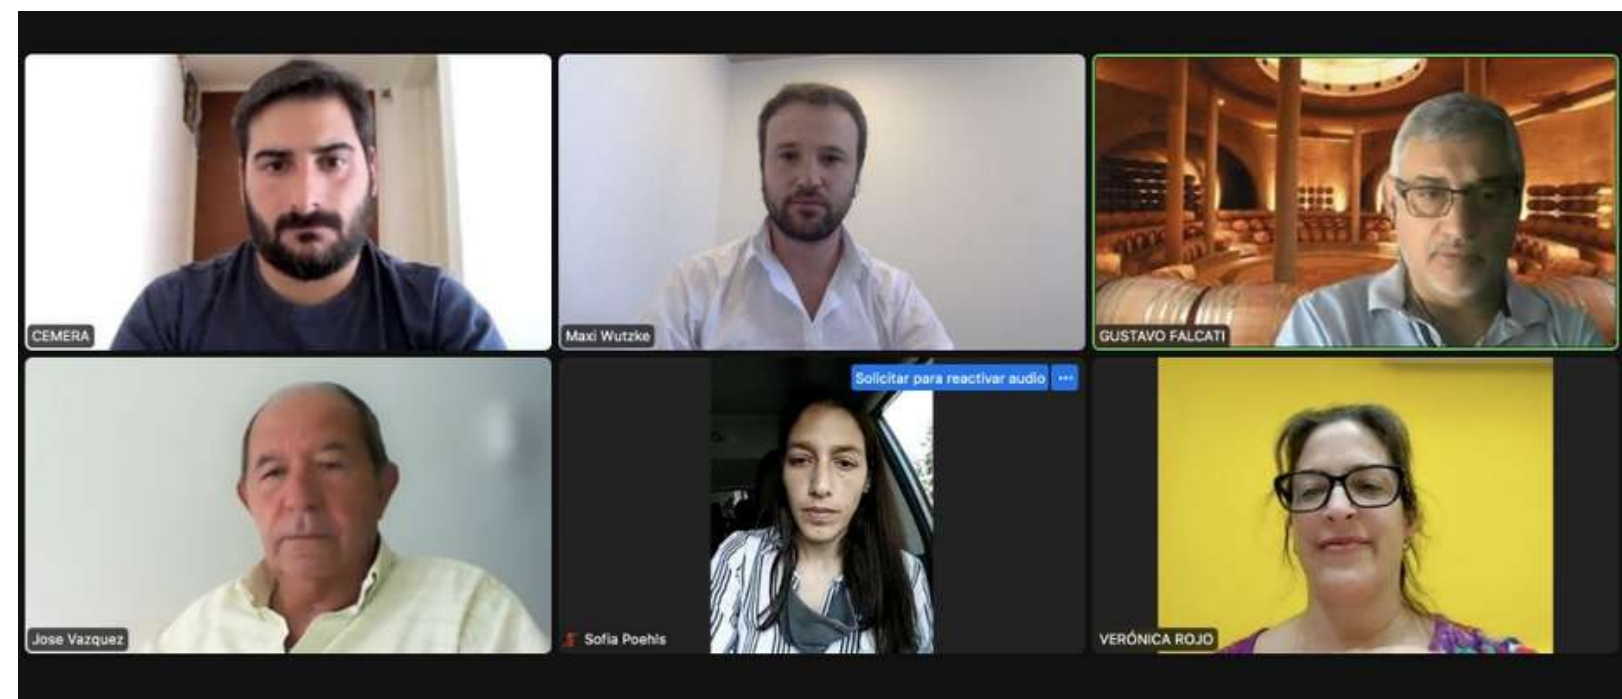 CEMERA
Maxi Wutzke
GUSTAVO FALCATI
Solicitar para reactivar audio
Jose Vazquez
Sofia Poehls
VERÓNICA ROJO